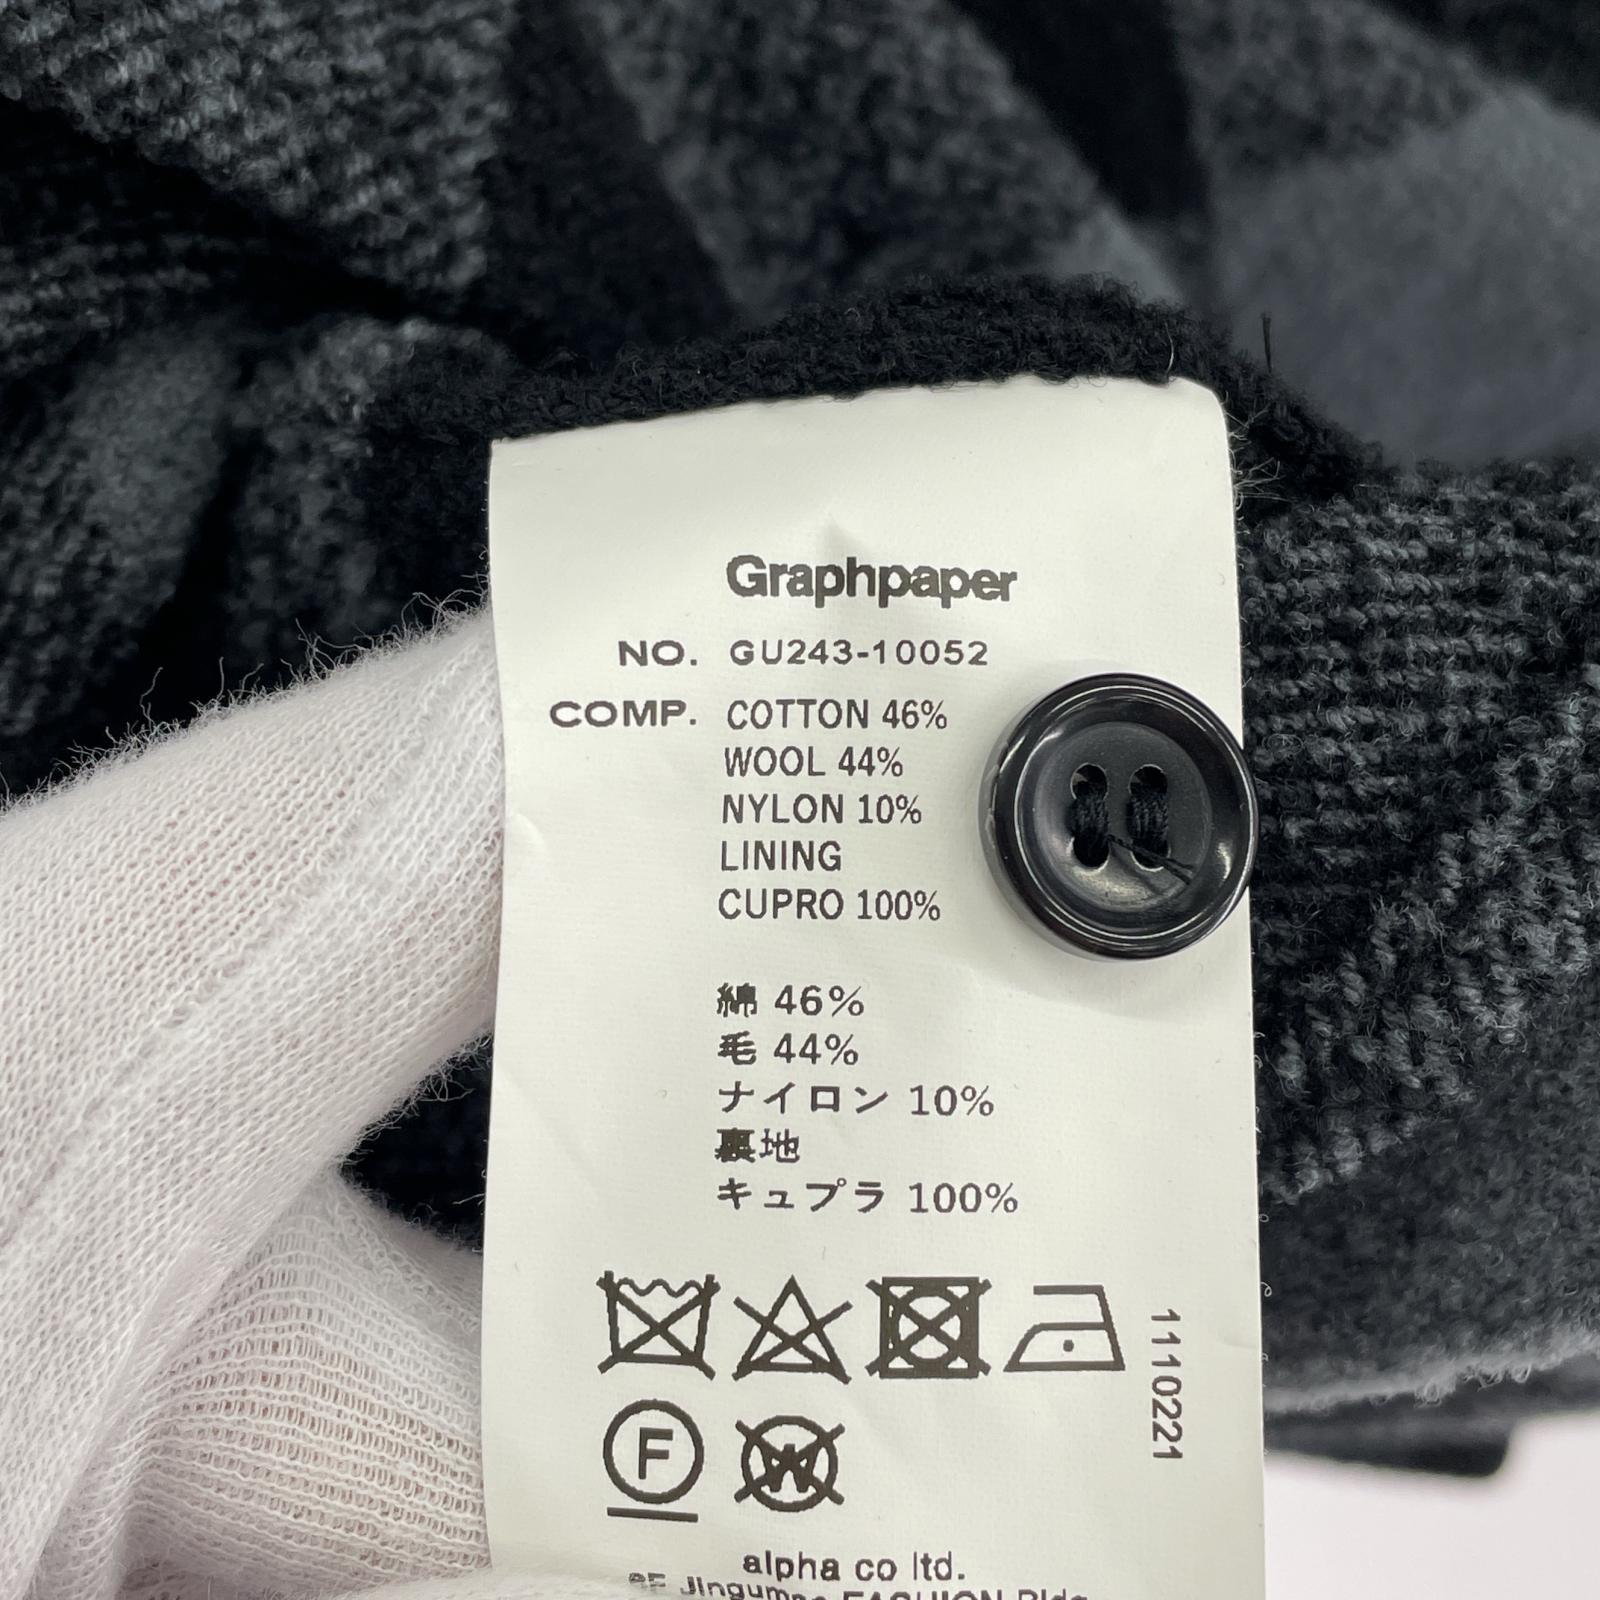 Graphpaper
NO. GU243-10052
COMP. COTTON 46%
WOOL 44%
NYLON 10%
LINING
CUPRO 100%
綿 46%
毛 44%
ナイロン 10%
裏地
キュプラ 100%
1110221
F
W
alpha co ltd.
FASHION